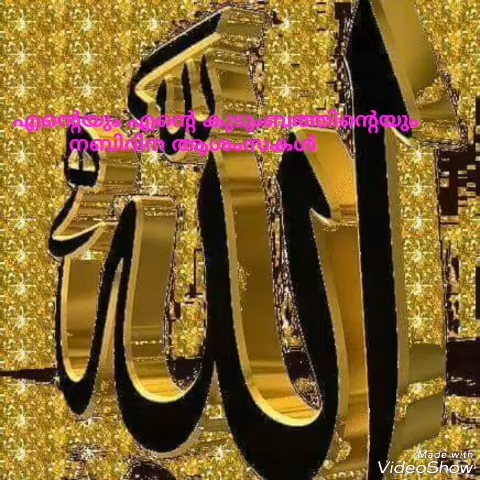 الله
എന്റെയും എന്റെ കുടുംബത്തിന്റെയും
നബിദിന ആശംസകൾ
Made with
VideoShow